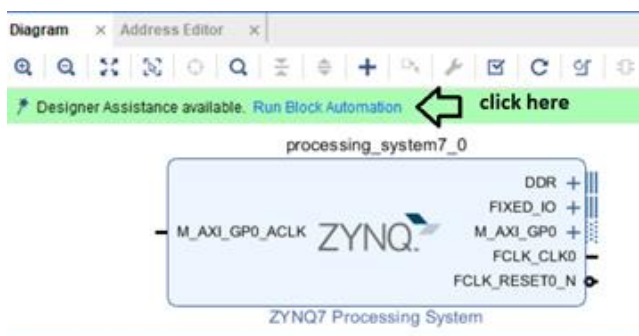 Diagram × Address Editor ×
Designer Assistance available. Run Block Automation click here
processing_system7_0
DDR
FIXED_IO
M_AXI_GP0_ACLK ZYNQ. M_AXI_GP0
FCLK_CLK0
FCLK_RESET0_N
ZYNQ7 Processing System